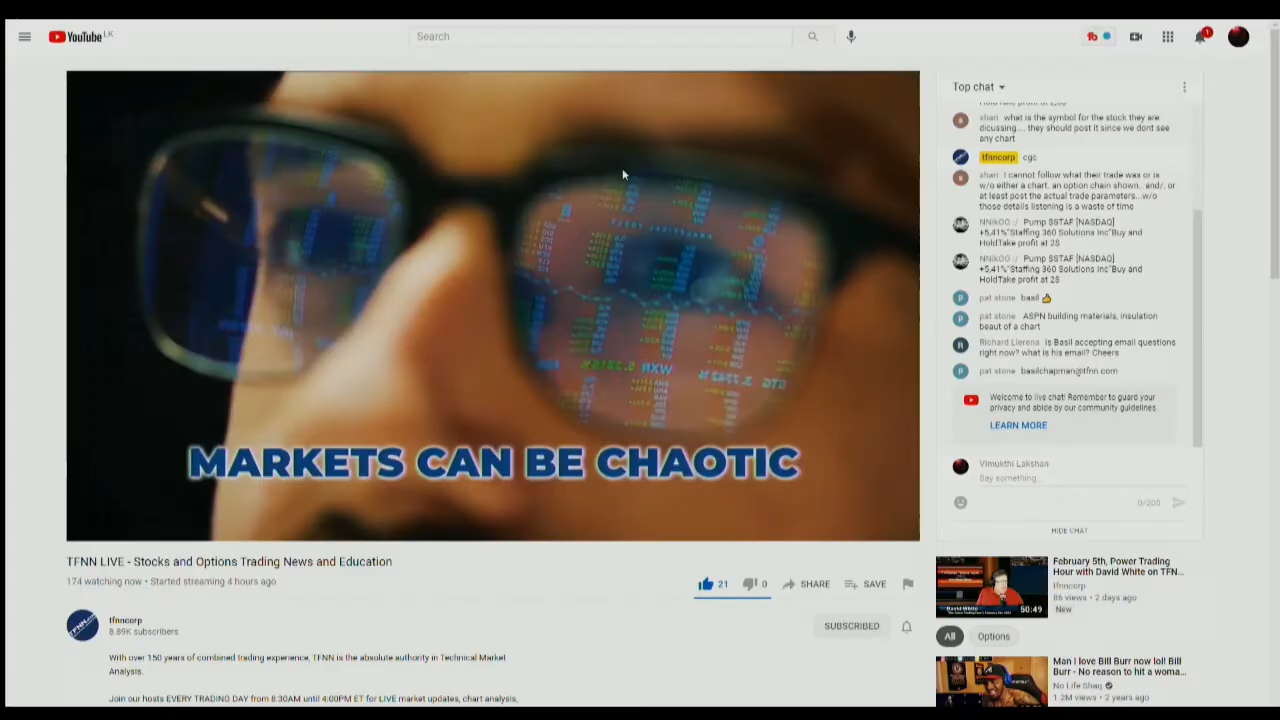 YouTube LK
Search
1
MARKETS CAN BE CHAOTIC
TFNN LIVE - Stocks and Options Trading News and Education
174 watching now • Started streaming 4 hours ago
21
0
SHARE
SAVE
tfnncorp
8.89K subscribers
SUBSCRIBED
With over 150 years of combined trading experience, TFNN is the absolute authority in Technical Market
Analysis.
Join our hosts EVERY TRADING DAY from 8:30AM until 4:00PM ET for LIVE market updates, chart analysis,
Top chat
shari what is the symbol for the stock they are
dicussing.... they should post it since we dont see
any chart
tfnncorp cgc
shari I cannot follow what their trade was or is
w/o either a chart. an option chain shown.. and/. or
at least post the actual trade parameters...w/o
those details listening is a waste of time
NNikOO :/ Pump $STAF [NASDAQ]
+5,41%"Staffing 360 Solutions Inc"Buy and
HoldTake profit at 2$
NNikOO :/ Pump $STAF [NASDAQ]
+5,41%"Staffing 360 Solutions Inc"Buy and
HoldTake profit at 2$
pat stone basil 👍
pat stone ASPN building materials, insulation
beaut of a chart
Richard Llerena is Basil accepting email questions
right now? what is his email? Cheers
pat stone basilchapman@tfnn.com
Welcome to live chat! Remember to guard your
privacy and abide by our community guidelines.
LEARN MORE
Vimukthi Lakshan
Say something...
0/200
HIDE CHAT
February 5th, Power Trading
Hour with David White on TFN...
tfnncorp
86 views • 2 days ago
New
David White
50:49
All
Options
Man I love Bill Burr now lol! Bill
Burr - No reason to hit a woma...
No Life Shaq
1.2M views • 2 years ago